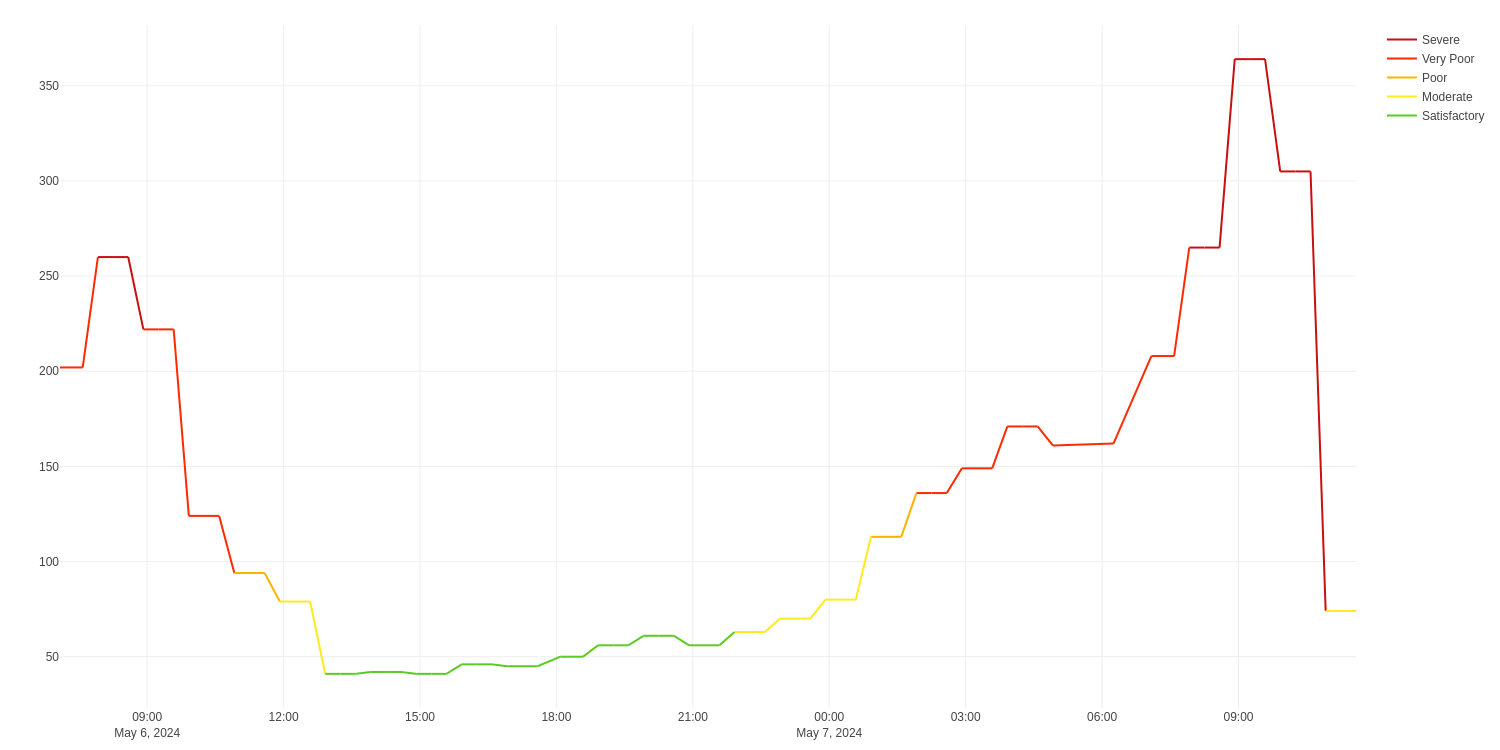 350
300
250
200
150
100
50
09:00
May 6, 2024
12:00
15:00
18:00
21:00
00:00
May 7, 2024
03:00
06:00
09:00
Severe
Very Poor
Poor
Moderate
Satisfactory